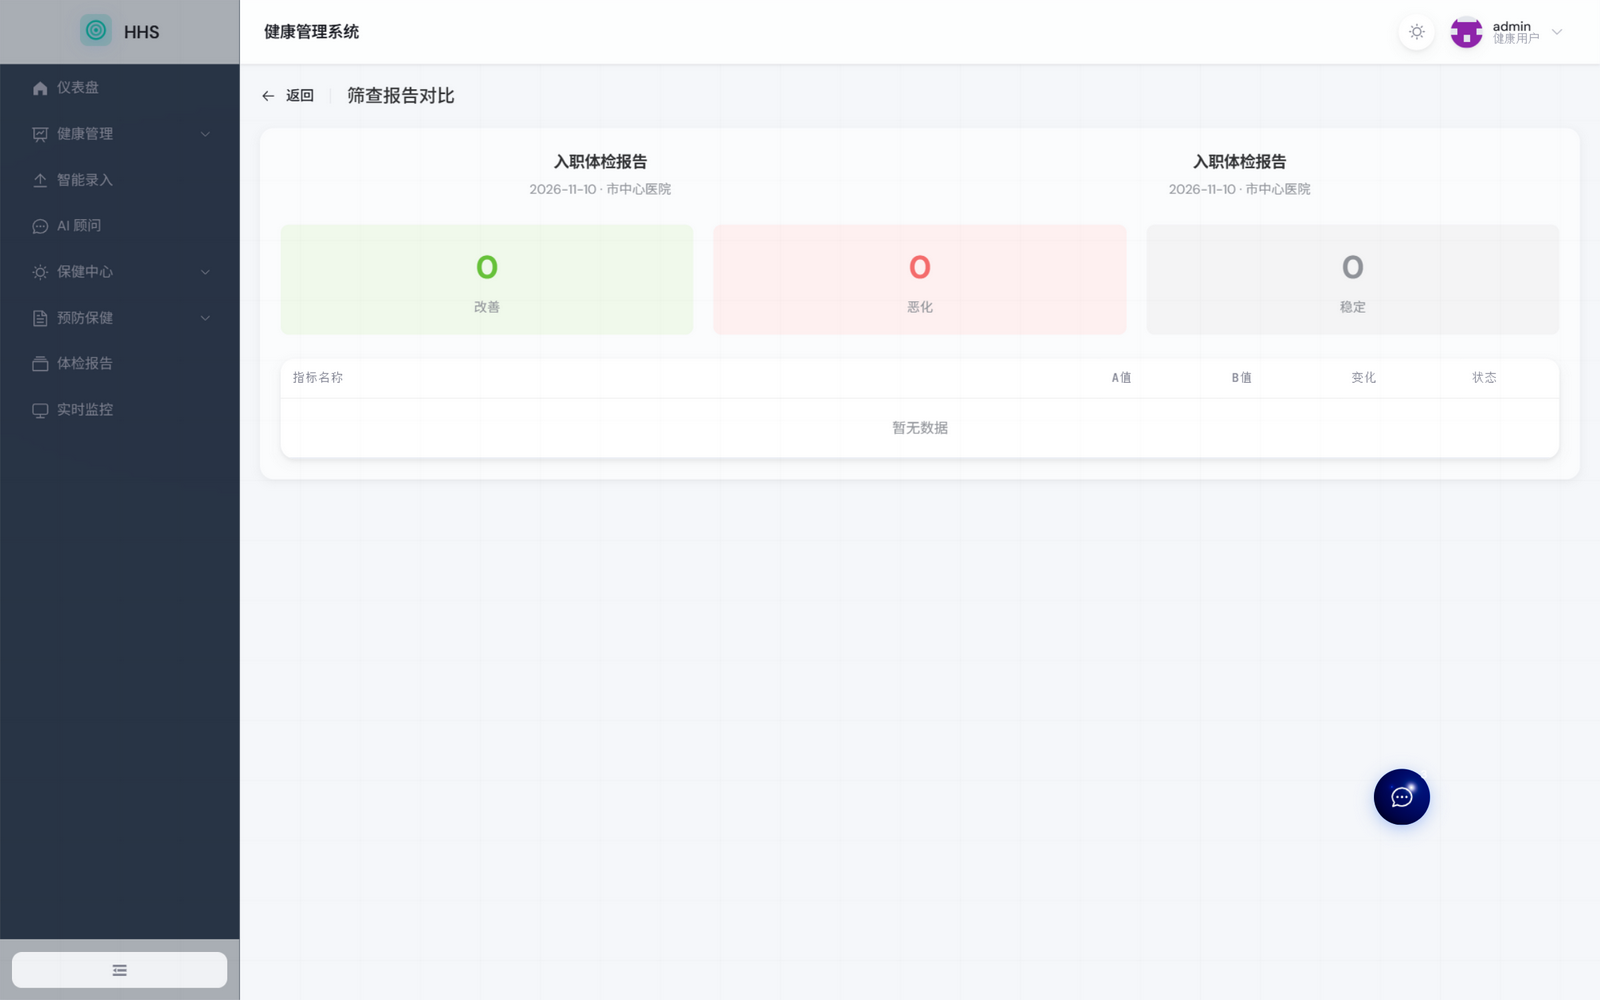 HHS
健康管理系统
admin
健康用户
仪表盘
健康管理
智能录入
AI 顾问
保健中心
预防保健
体检报告
实时监控
返回
筛查报告对比
入职体检报告
2026-11-10 · 市中心医院
入职体检报告
2026-11-10 · 市中心医院
0
改善
0
恶化
0
稳定
指标名称 A值 B值 变化 状态
暂无数据